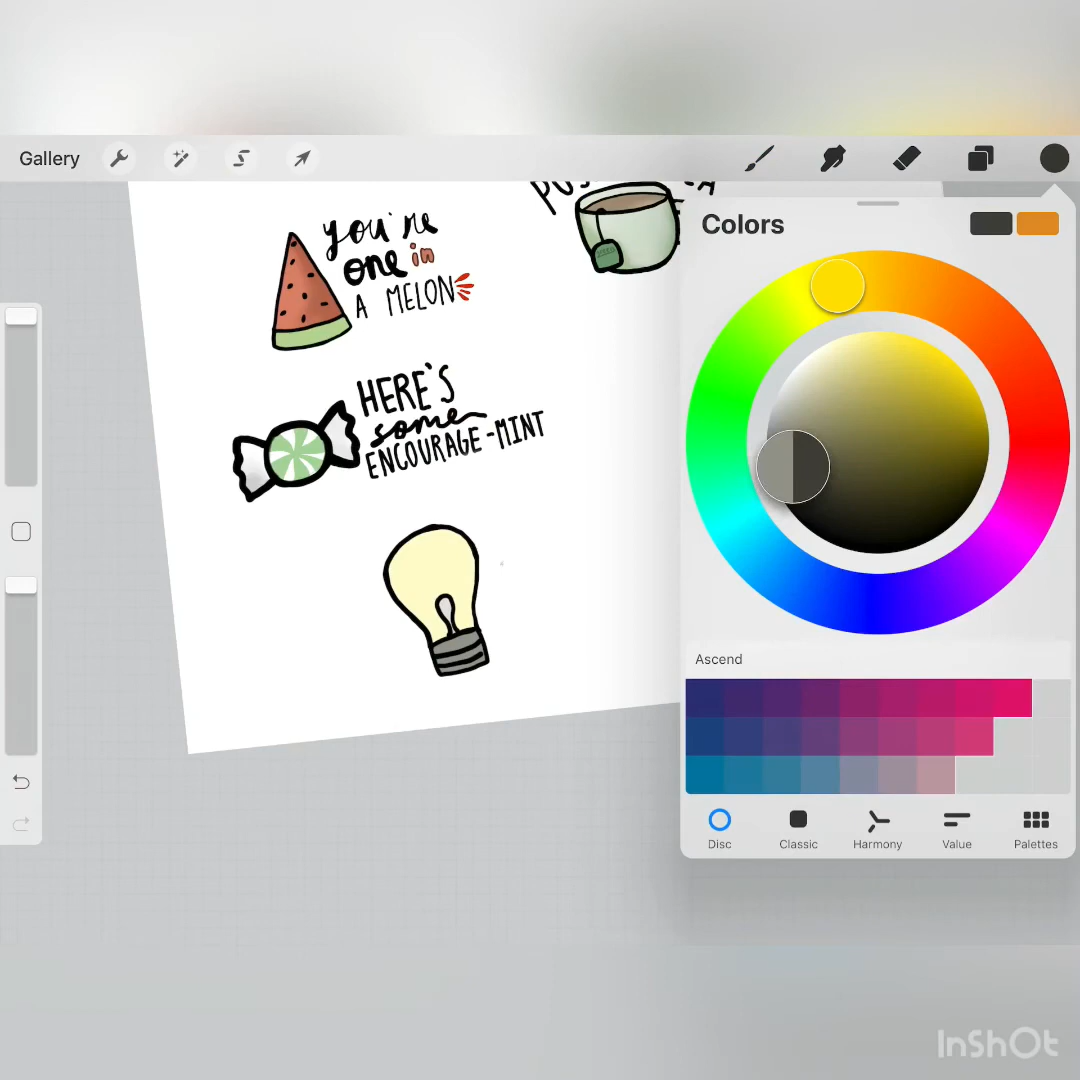 Gallery
you're
one in
A MELON
HERE'S
some
ENCOURAGE-MINT
Colors
Ascend
Disc
Classic
Harmony
Value
Palettes
InShOt